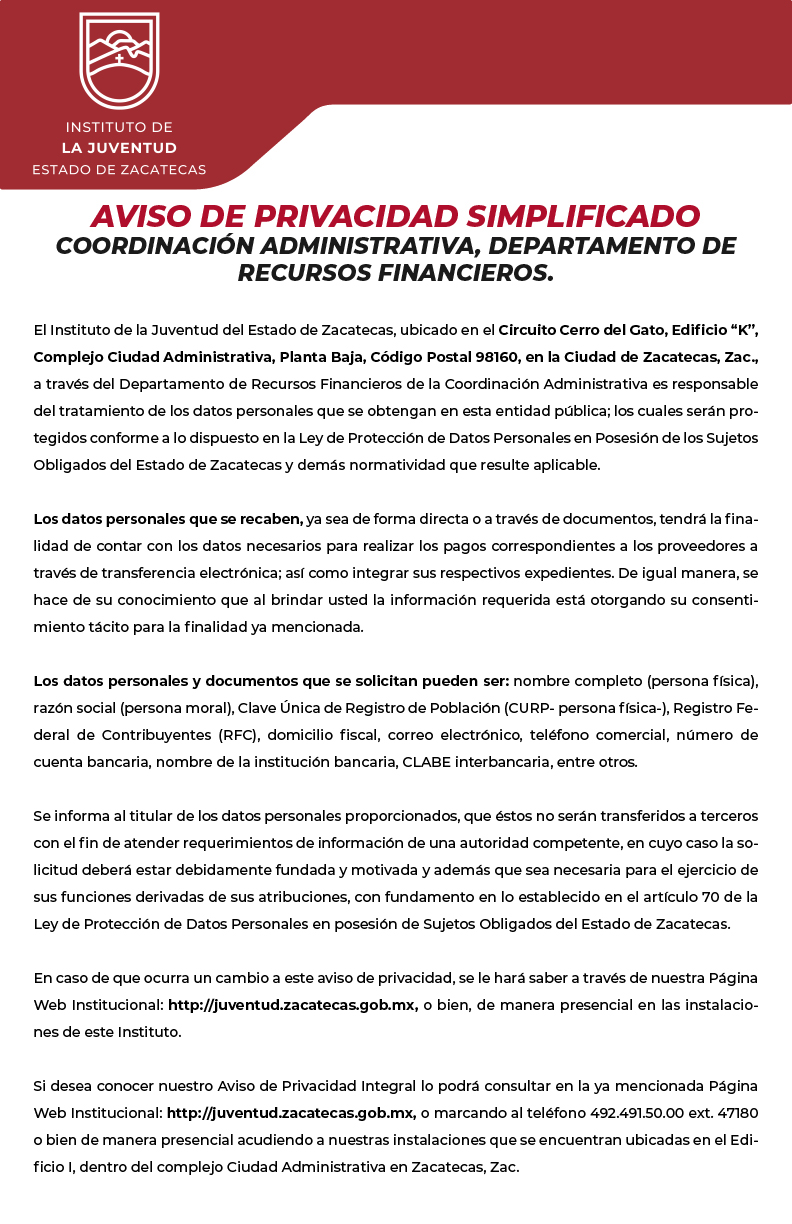 INSTITUTO DE
LA JUVENTUD
ESTADO DE ZACATECAS
AVISO DE PRIVACIDAD SIMPLIFICADO
COORDINACIÓN ADMINISTRATIVA, DEPARTAMENTO DE
RECURSOS FINANCIEROS.
El Instituto de la Juventud del Estado de Zacatecas, ubicado en el Circuito Cerro del Gato, Edificio “K”,
Complejo Ciudad Administrativa, Planta Baja, Código Postal 98160, en la Ciudad de Zacatecas, Zac.,
a través del Departamento de Recursos Financieros de la Coordinación Administrativa es responsable
del tratamiento de los datos personales que se obtengan en esta entidad pública; los cuales serán pro-
tegidos conforme a lo dispuesto en la Ley de Protección de Datos Personales en Posesión de los Sujetos
Obligados del Estado de Zacatecas y demás normatividad que resulte aplicable.
Los datos personales que se recaben, ya sea de forma directa o a través de documentos, tendrá la fina-
lidad de contar con los datos necesarios para realizar los pagos correspondientes a los proveedores a
través de transferencia electrónica; así como integrar sus respectivos expedientes. De igual manera, se
hace de su conocimiento que al brindar usted la información requerida está otorgando su consenti-
miento tácito para la finalidad ya mencionada.
Los datos personales y documentos que se solicitan pueden ser: nombre completo (persona física),
razón social (persona moral), Clave Única de Registro de Población (CURP- persona física-), Registro Fe-
deral de Contribuyentes (RFC), domicilio fiscal, correo electrónico, teléfono comercial, número de
cuenta bancaria, nombre de la institución bancaria, CLABE interbancaria, entre otros.
Se informa al titular de los datos personales proporcionados, que éstos no serán transferidos a terceros
con el fin de atender requerimientos de información de una autoridad competente, en cuyo caso la so-
licitud deberá estar debidamente fundada y motivada y además que sea necesaria para el ejercicio de
sus funciones derivadas de sus atribuciones, con fundamento en lo establecido en el artículo 70 de la
Ley de Protección de Datos Personales en posesión de Sujetos Obligados del Estado de Zacatecas.
En caso de que ocurra un cambio a este aviso de privacidad, se le hará saber a través de nuestra Página
Web Institucional: http://juventud.zacatecas.gob.mx, o bien, de manera presencial en las instalacio-
nes de este Instituto.
Si desea conocer nuestro Aviso de Privacidad Integral lo podrá consultar en la ya mencionada Página
Web Institucional: http://juventud.zacatecas.gob.mx, o marcando al teléfono 492.491.50.00 ext. 47180
o bien de manera presencial acudiendo a nuestras instalaciones que se encuentran ubicadas en el Edi-
ficio I, dentro del complejo Ciudad Administrativa en Zacatecas, Zac.